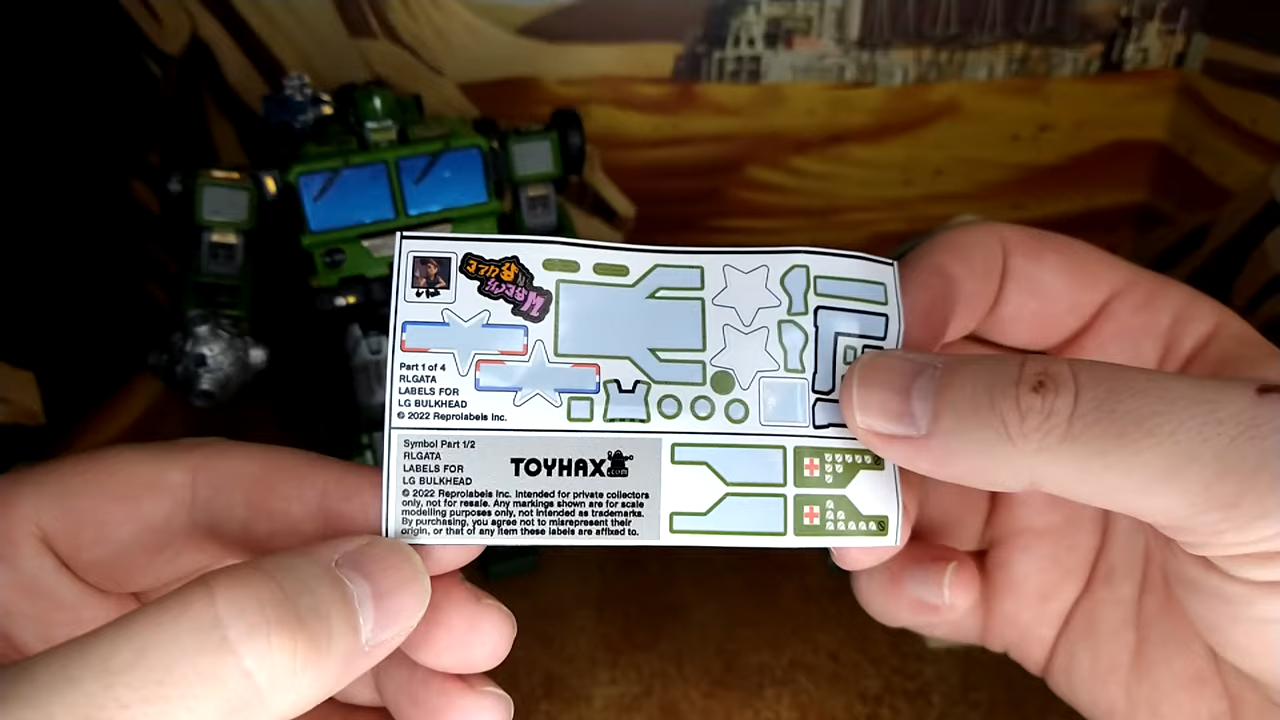 MECH
'N
RULE
Part 1 of 4
RLGATA
LABELS FOR
LG BULKHEAD
© 2022 Reprolabels Inc.
Symbol Part 1/2
RLGATA
LABELS FOR
LG BULKHEAD
TOYHAX
.com
© 2022 Reprolabels Inc. Intended for private collectors
only, not for resale. Any markings shown are for scale
modelling purposes only, not intended as trademarks.
By purchasing, you agree not to misrepresent their
origin, or that of any item these labels are affixed to.